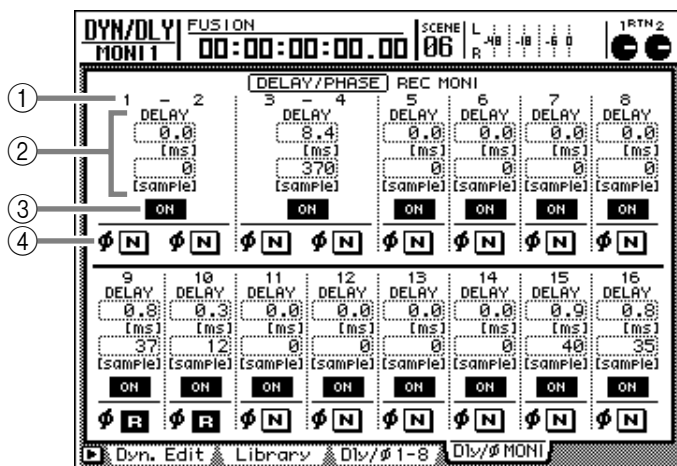 DYN/DLY FUSION SCENE L 1RTN2
MONI1 00:00:00:00.00 06 R -48 -18 -6 0
DELAY/PHASE REC MONI
① 1 - 2 3 - 4 5 6 7 8
② DELAY DELAY DELAY DELAY DELAY DELAY
0.0 8.4 0.0 0.0 0.0 0.0
[ms] [ms] [ms] [ms] [ms] [ms]
0 370 0 0 0 0
[sample] [sample] [sample] [sample] [sample] [sample]
③ ON ON ON ON ON ON
④ ϕ N ϕ N ϕ N ϕ N ϕ N ϕ N ϕ N ϕ N
9 10 11 12 13 14 15 16
DELAY DELAY DELAY DELAY DELAY DELAY DELAY DELAY
0.8 0.3 0.0 0.0 0.0 0.0 0.9 0.8
[ms] [ms] [ms] [ms] [ms] [ms] [ms] [ms]
37 12 0 0 0 0 40 35
[sample] [sample] [sample] [sample] [sample] [sample] [sample] [sample]
ON ON ON ON ON ON ON ON
ϕ R ϕ R ϕ N ϕ N ϕ N ϕ N ϕ N ϕ N
Dyn. Edit Library Dly/ϕ 1-8 Dly/ϕ MONI